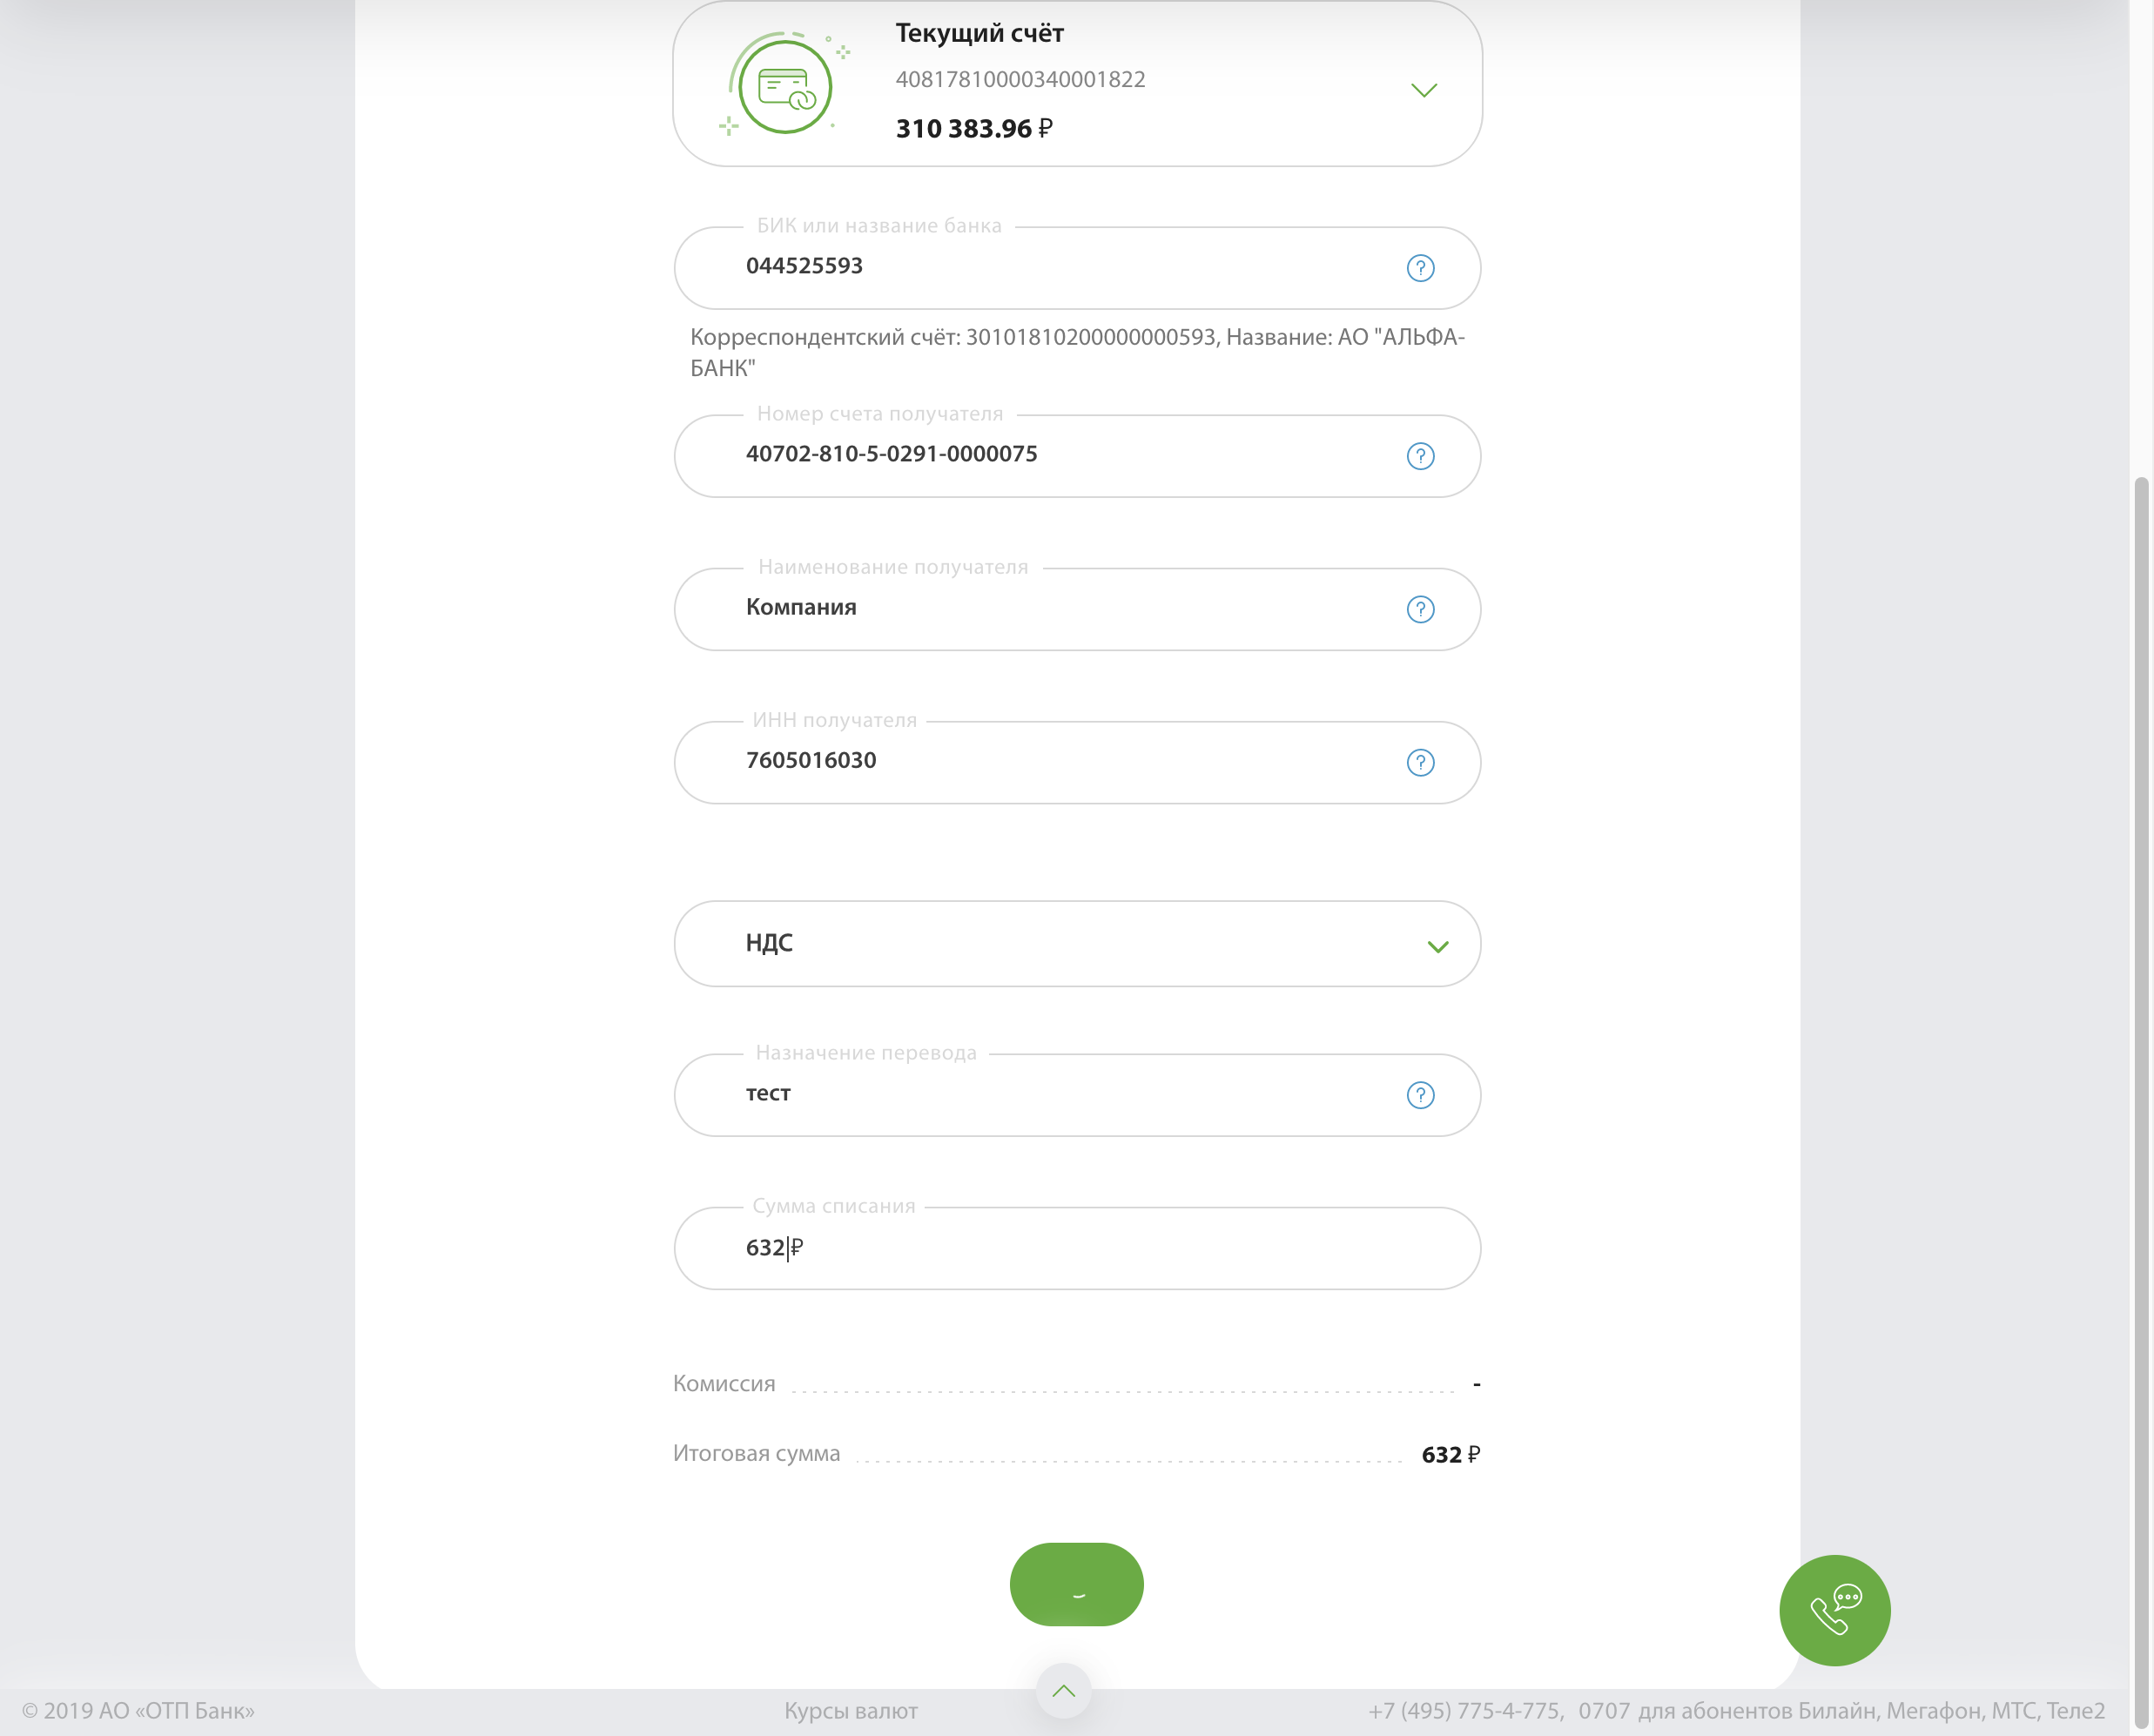 Текущий счёт
40817810000340001822
310 383.96 ₽
БИК или название банка
044525593
Корреспондентский счёт: 30101810200000000593, Название: АО "АЛЬФА-
БАНК"
Номер счета получателя
40702-810-5-0291-0000075
Наименование получателя
Компания
ИНН получателя
7605016030
НДС
Назначение перевода
тест
Сумма списания
632 ₽
Комиссия -
Итоговая сумма 632 ₽
© 2019 АО «ОТП Банк» Курсы валют +7 (495) 775-4-775, 0707 для абонентов Билайн, Мегафон, МТС, Теле2